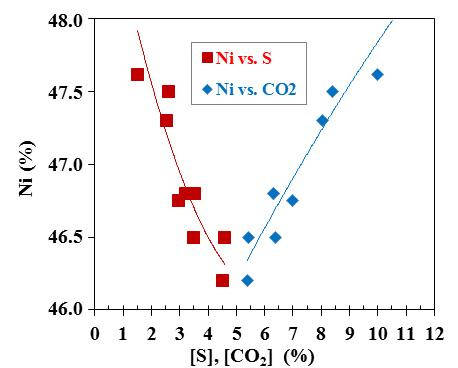 48.0
Ni vs. S
Ni vs. CO2
47.5
47.0
Ni (%)
46.5
46.0
0 1 2 3 4 5 6 7 8 9 10 11 12
[S], [CO₂] (%)